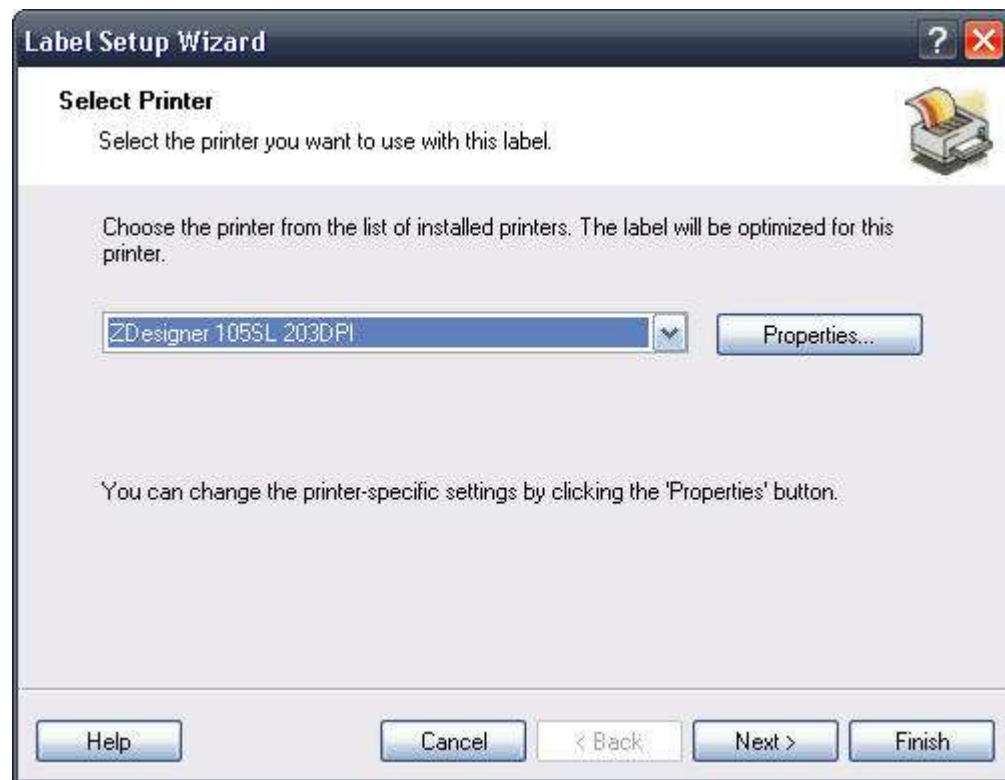 Label Setup Wizard
Select Printer
Select the printer you want to use with this label.
Choose the printer from the list of installed printers. The label will be optimized for this
printer.
ZDesigner 105SL 203DPI
Properties...
You can change the printer-specific settings by clicking the 'Properties' button.
Help
Cancel
< Back
Next >
Finish